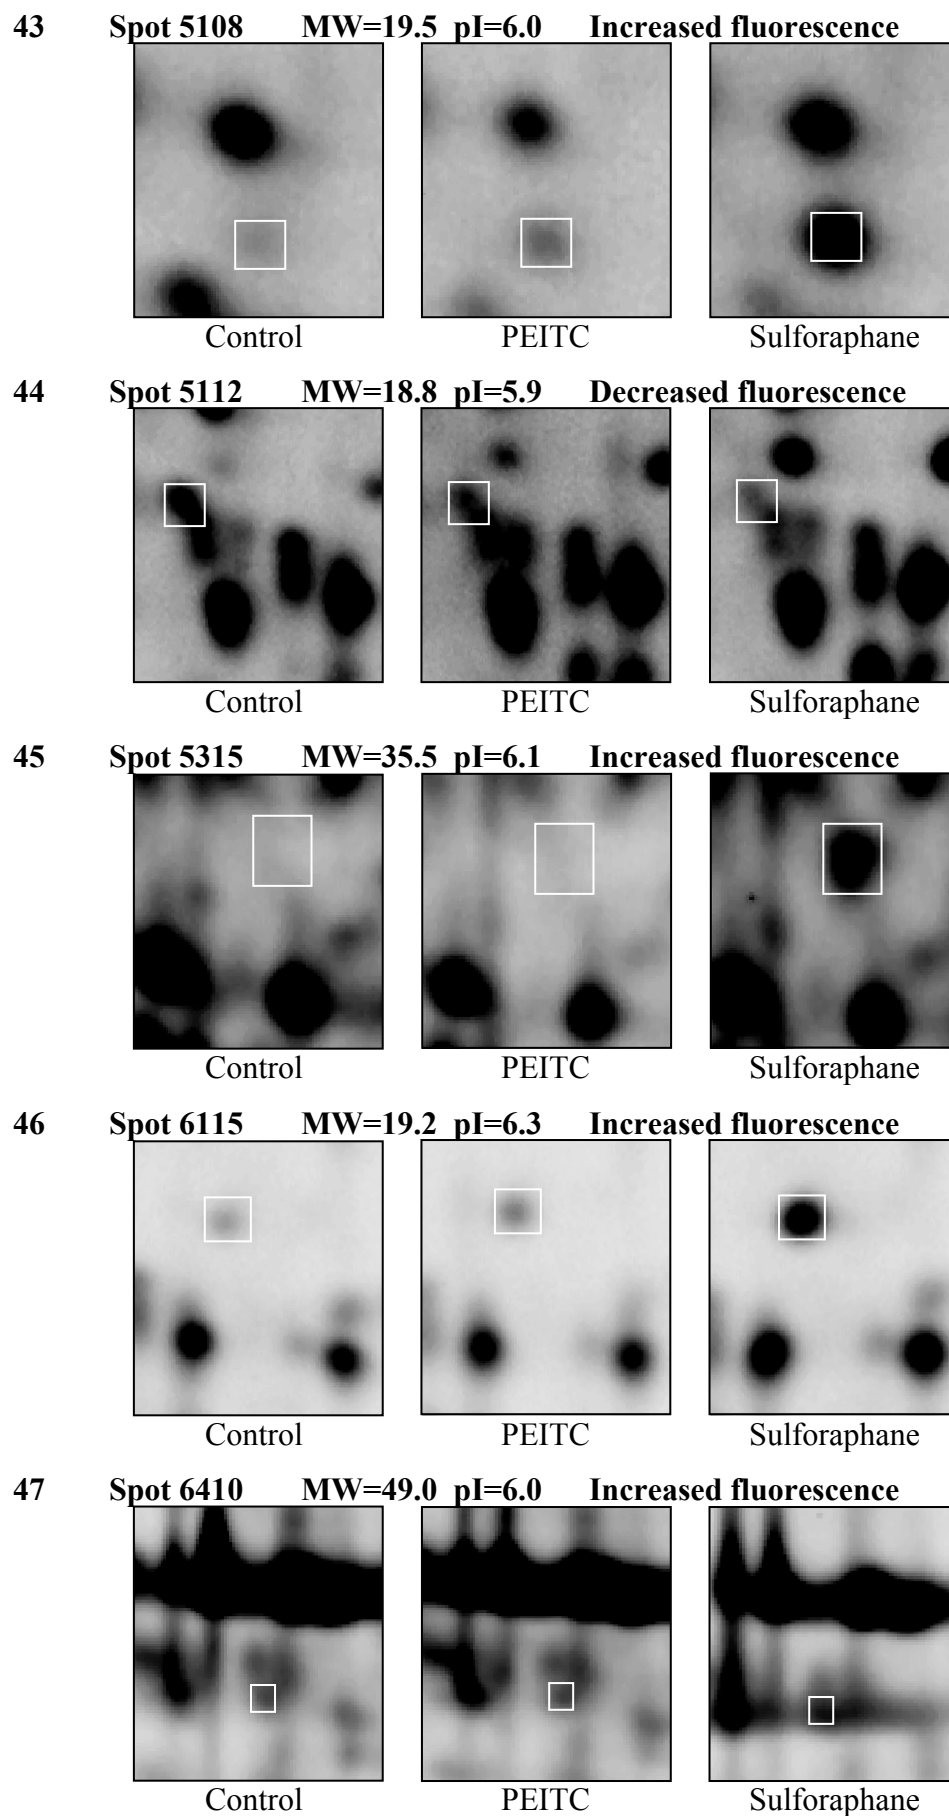 43 Spot 5108 MW=19.5 pI=6.0 Increased fluorescence
Control PEITC Sulforaphane
44 Spot 5112 MW=18.8 pI=5.9 Decreased fluorescence
Control PEITC Sulforaphane
45 Spot 5315 MW=35.5 pI=6.1 Increased fluorescence
Control PEITC Sulforaphane
46 Spot 6115 MW=19.2 pI=6.3 Increased fluorescence
Control PEITC Sulforaphane
47 Spot 6410 MW=49.0 pI=6.0 Increased fluorescence
Control PEITC Sulforaphane